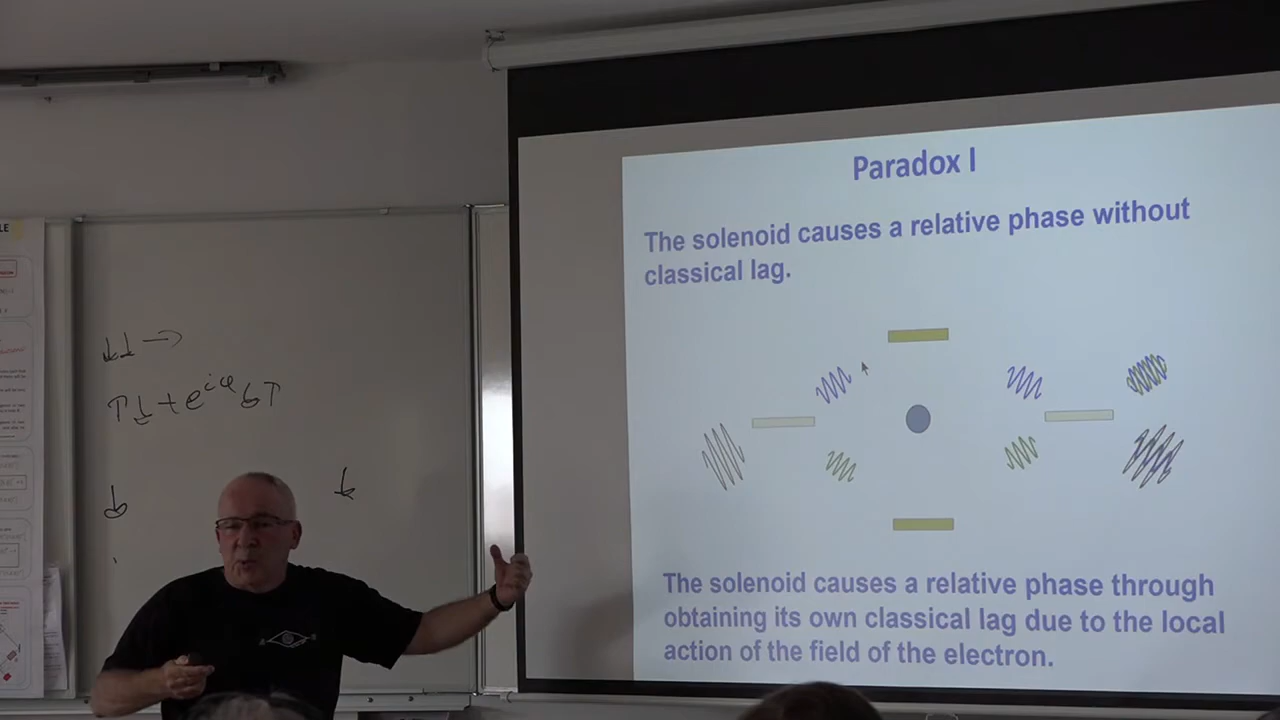 Paradox I
The solenoid causes a relative phase without
classical lag.
The solenoid causes a relative phase through
obtaining its own classical lag due to the local
action of the field of the electron.
↓↓ →
↑↓ + e^{iφ} ↓↑
↓ ↓